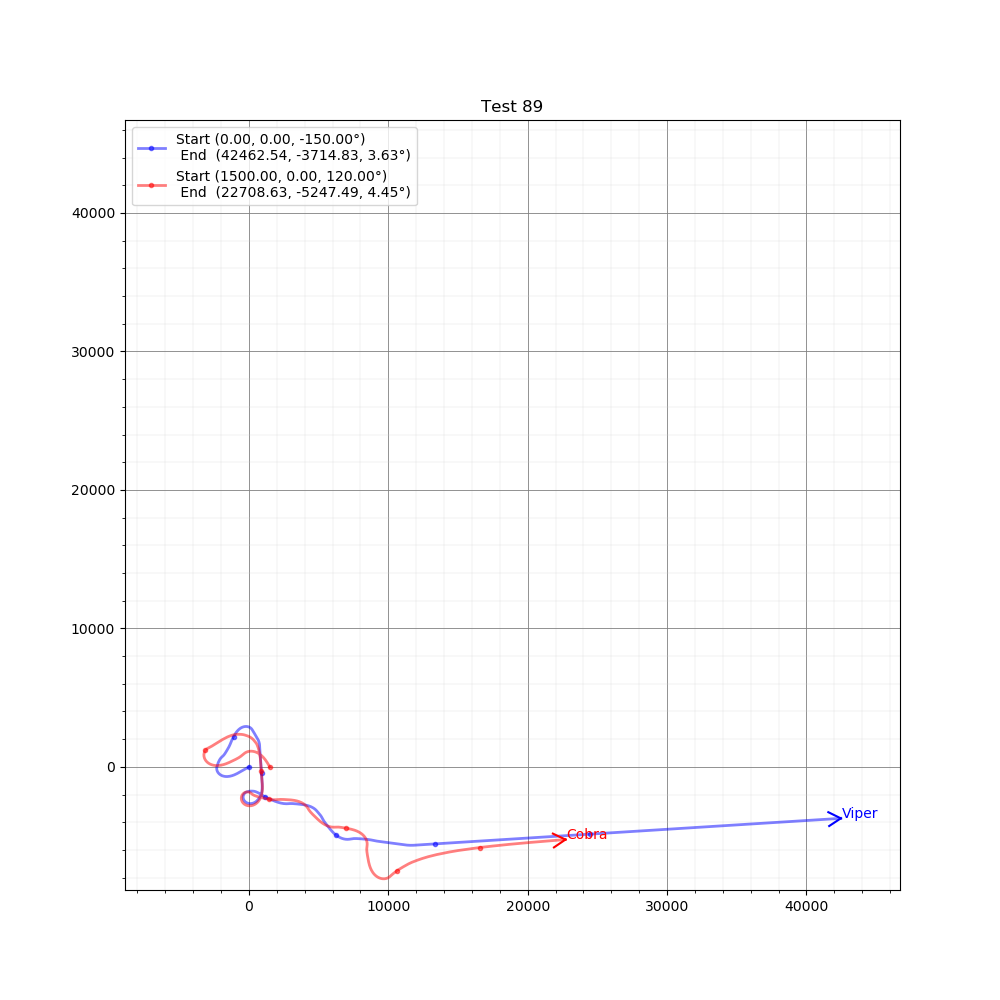 Test 89
Start (0.00, 0.00, -150.00°)
End (42462.54, -3714.83, 3.63°)
Start (1500.00, 0.00, 120.00°)
End (22708.63, -5247.49, 4.45°)
40000
30000
20000
10000
0
Viper
Cobra
0
10000
20000
30000
40000